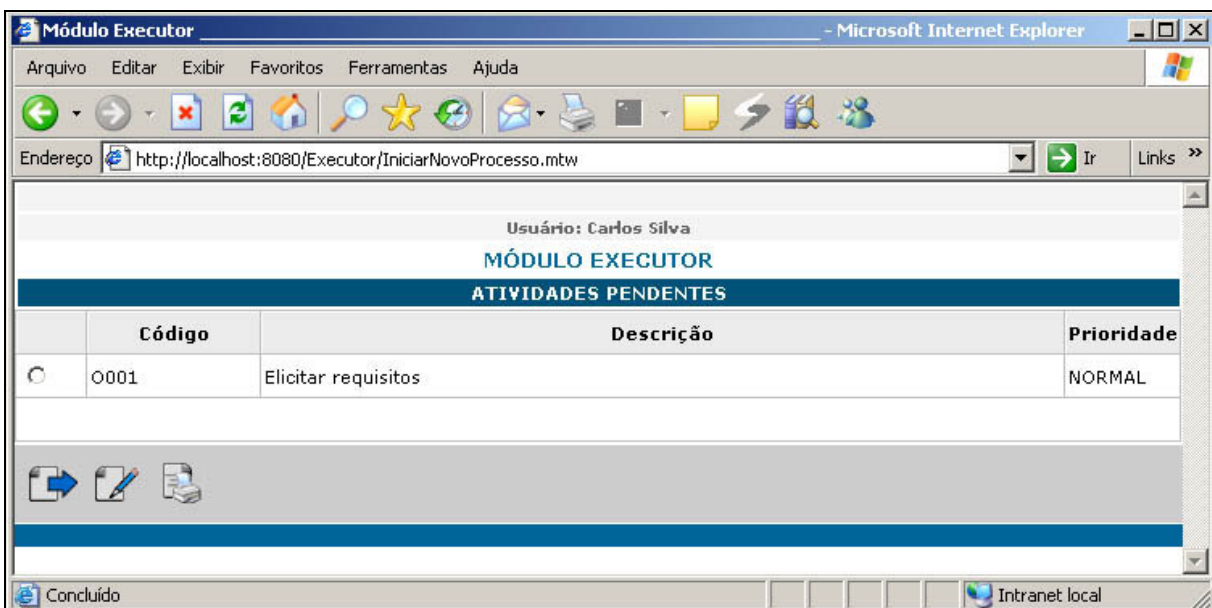 Módulo Executor - Microsoft Internet Explorer
Arquivo Editar Exibir Favoritos Ferramentas Ajuda
Endereço http://localhost:8080/Executor/IniciarNovoProcesso.mtw Ir Links »
Usuário: Carlos Silva
MÓDULO EXECUTOR
ATIVIDADES PENDENTES
Código Descrição Prioridade
O001 Elicitar requisitos NORMAL
Concluído Intranet local